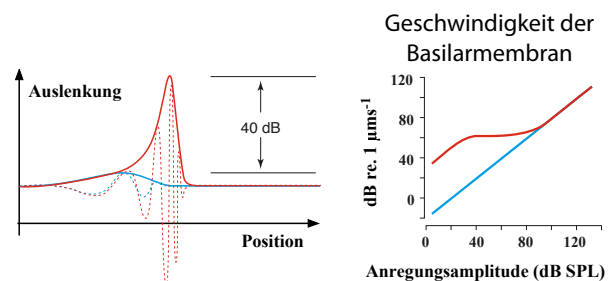 Auslenkung
40 dB
Position
Geschwindigkeit der
Basilarmembran
dB re. 1 µms⁻¹
120
80
40
0
0
40
80
120
Anregungsamplitude (dB SPL)